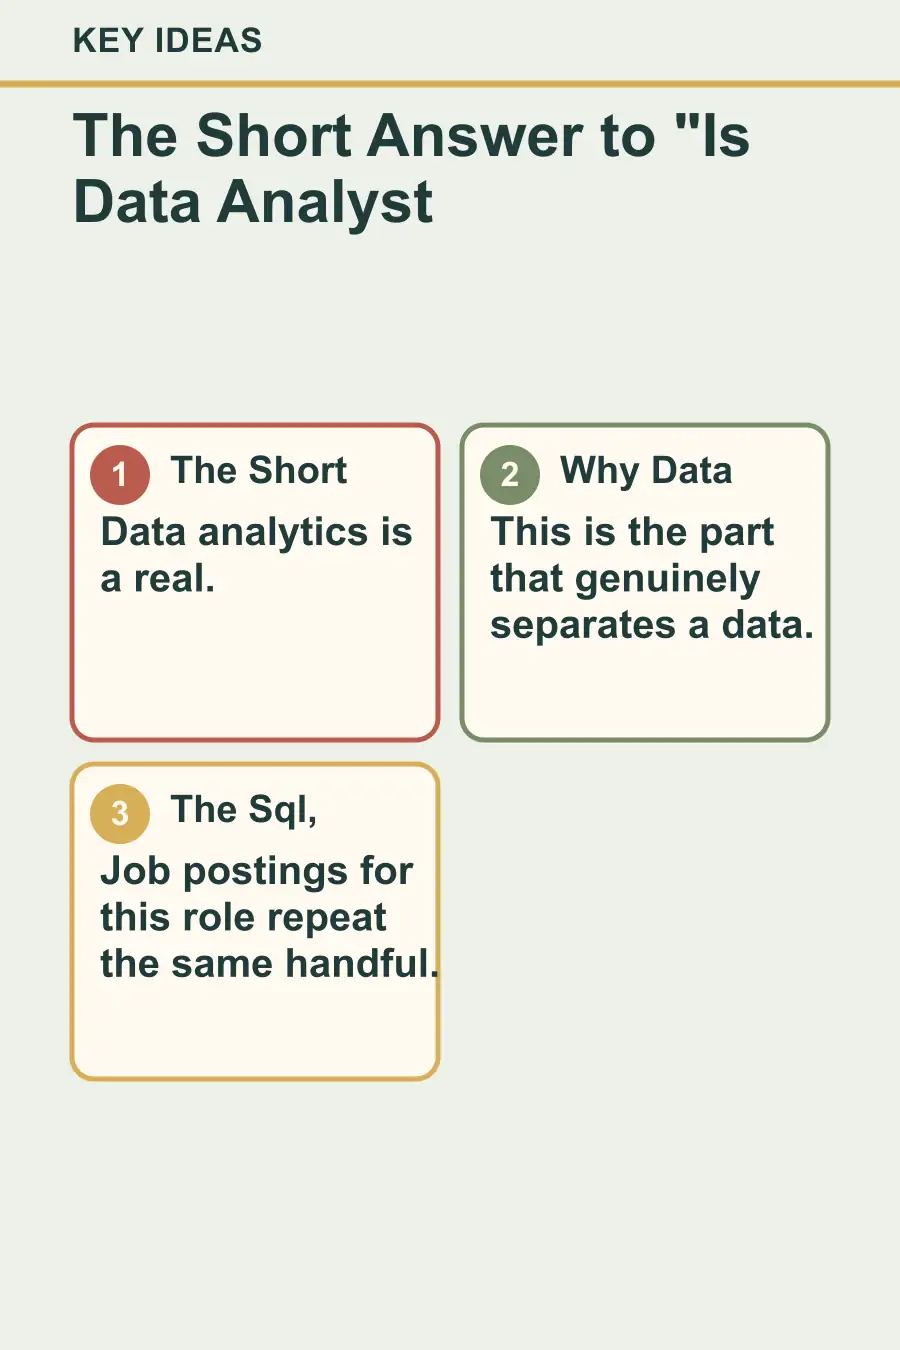 KEY IDEAS
The Short Answer to "Is
Data Analyst
1 The Short
Data analytics is
a real.
2 Why Data
This is the part
that genuinely
separates a data.
3 The Sql,
Job postings for
this role repeat
the same handful.